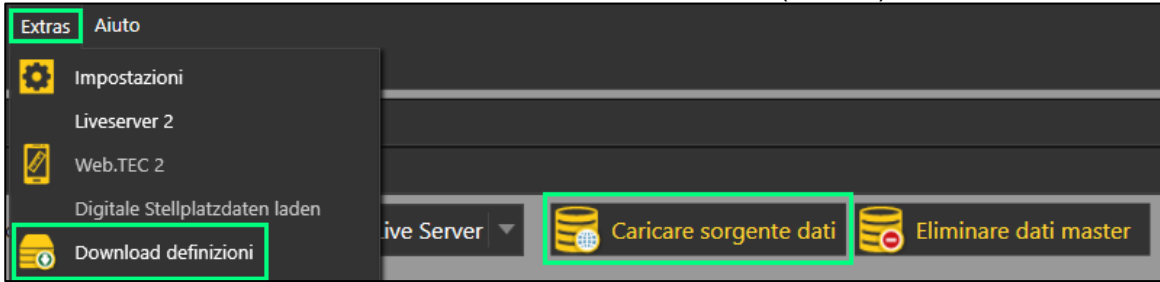 Extras Aiuto
Impostazioni
Liveserver 2
Web.TEC 2
Digitale Stellplatzdaten laden
Download definizioni
ive Server Caricare sorgente dati Eliminare dati master